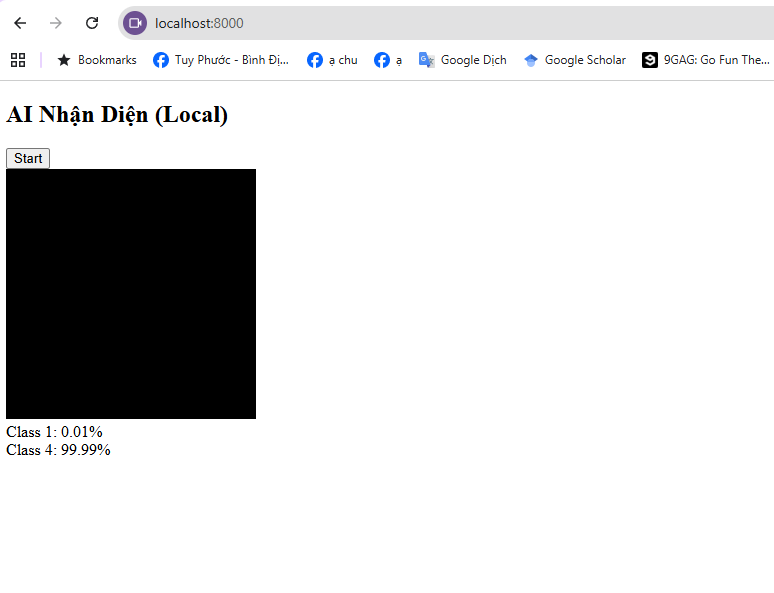 localhost:8000
Bookmarks Tuy Phước - Bình Đị... ạ chu ạ Google Dịch Google Scholar 9GAG: Go Fun The...
AI Nhận Diện (Local)
Start
Class 1: 0.01%
Class 4: 99.99%